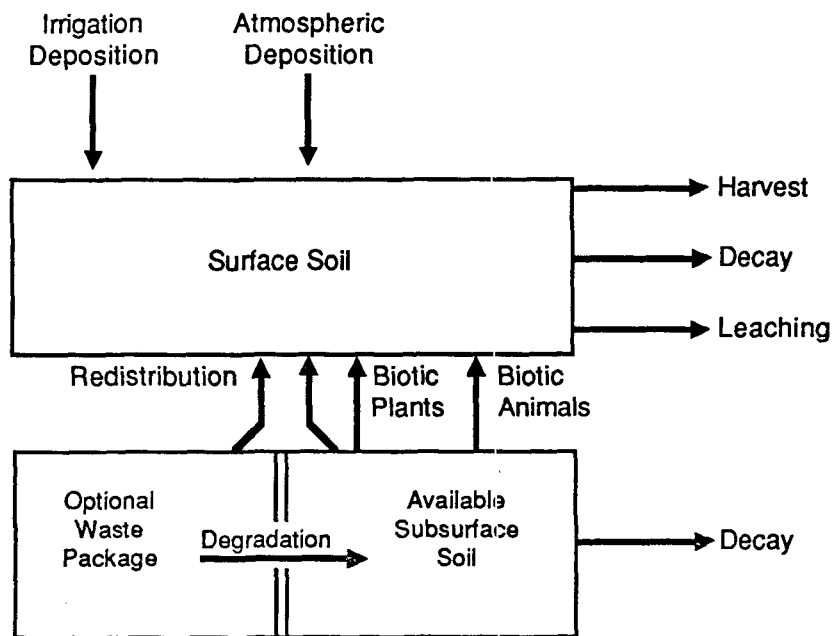 Irrigation
Deposition
Atmospheric
Deposition
Harvest
Surface Soil
Decay
Leaching
Redistribution
Biotic
Plants
Biotic
Animals
Optional
Waste
Package
Degradation
Available
Subsurface
Soil
Decay